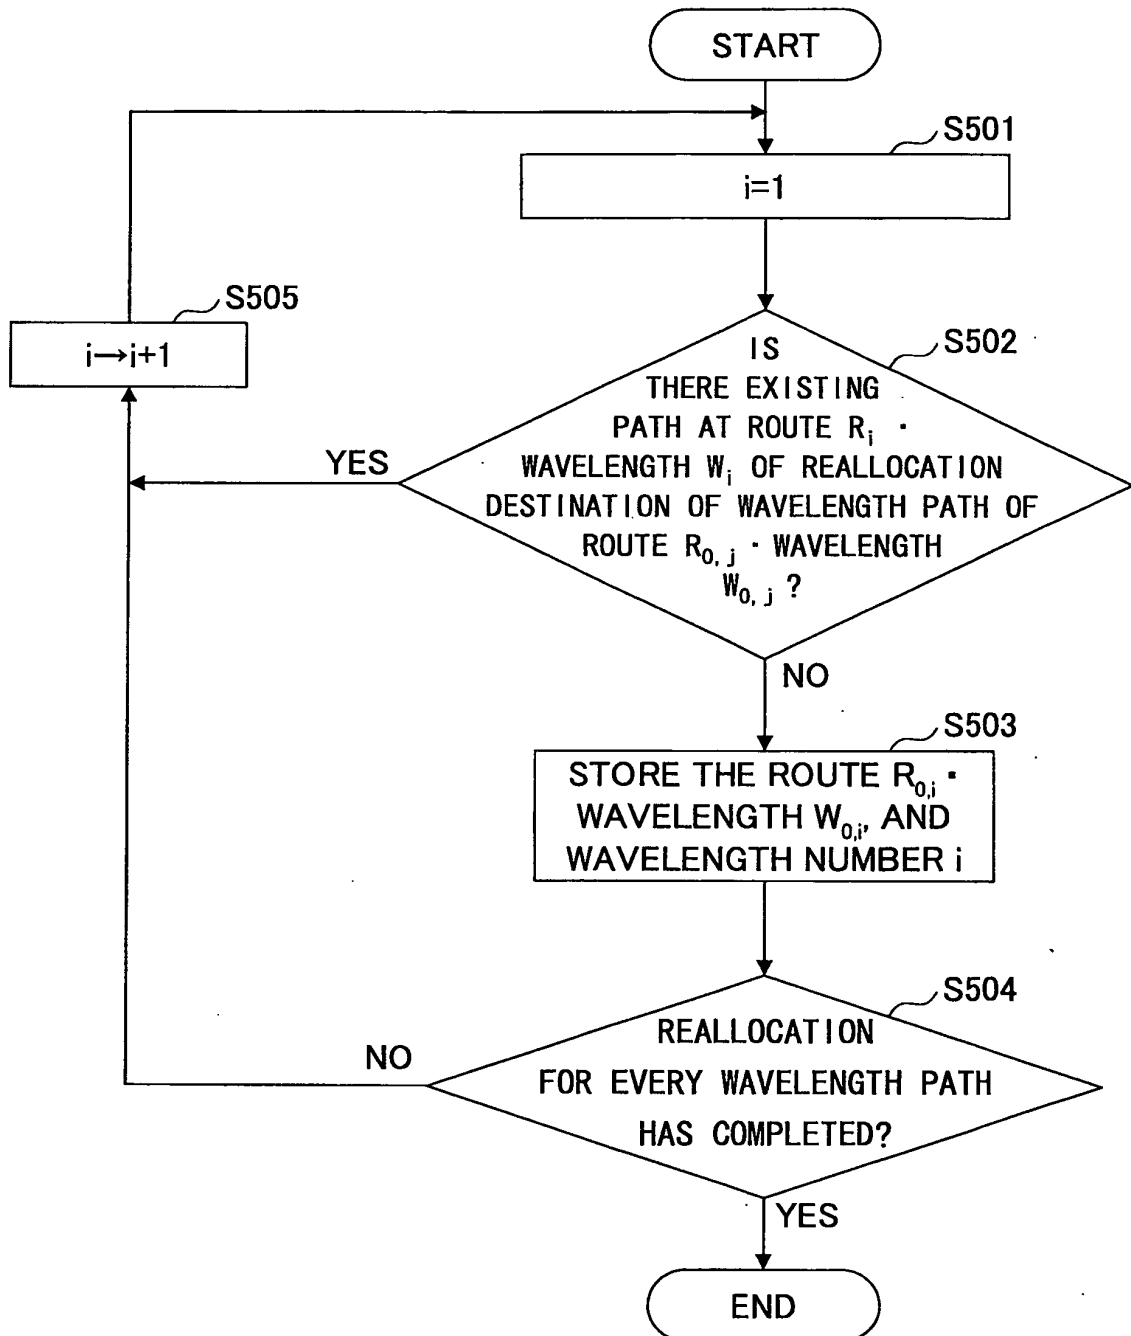 START
S501
i=1
S505
i→i+1
S502
IS
THERE EXISTING
PATH AT ROUTE Ri ·
WAVELENGTH Wi OF REALLOCATION
DESTINATION OF WAVELENGTH PATH OF
ROUTE R0, j · WAVELENGTH
W0, j ?
YES
NO
S503
STORE THE ROUTE R0,i ·
WAVELENGTH W0,i, AND
WAVELENGTH NUMBER i
S504
REALLOCATION
FOR EVERY WAVELENGTH PATH
HAS COMPLETED?
NO
YES
END